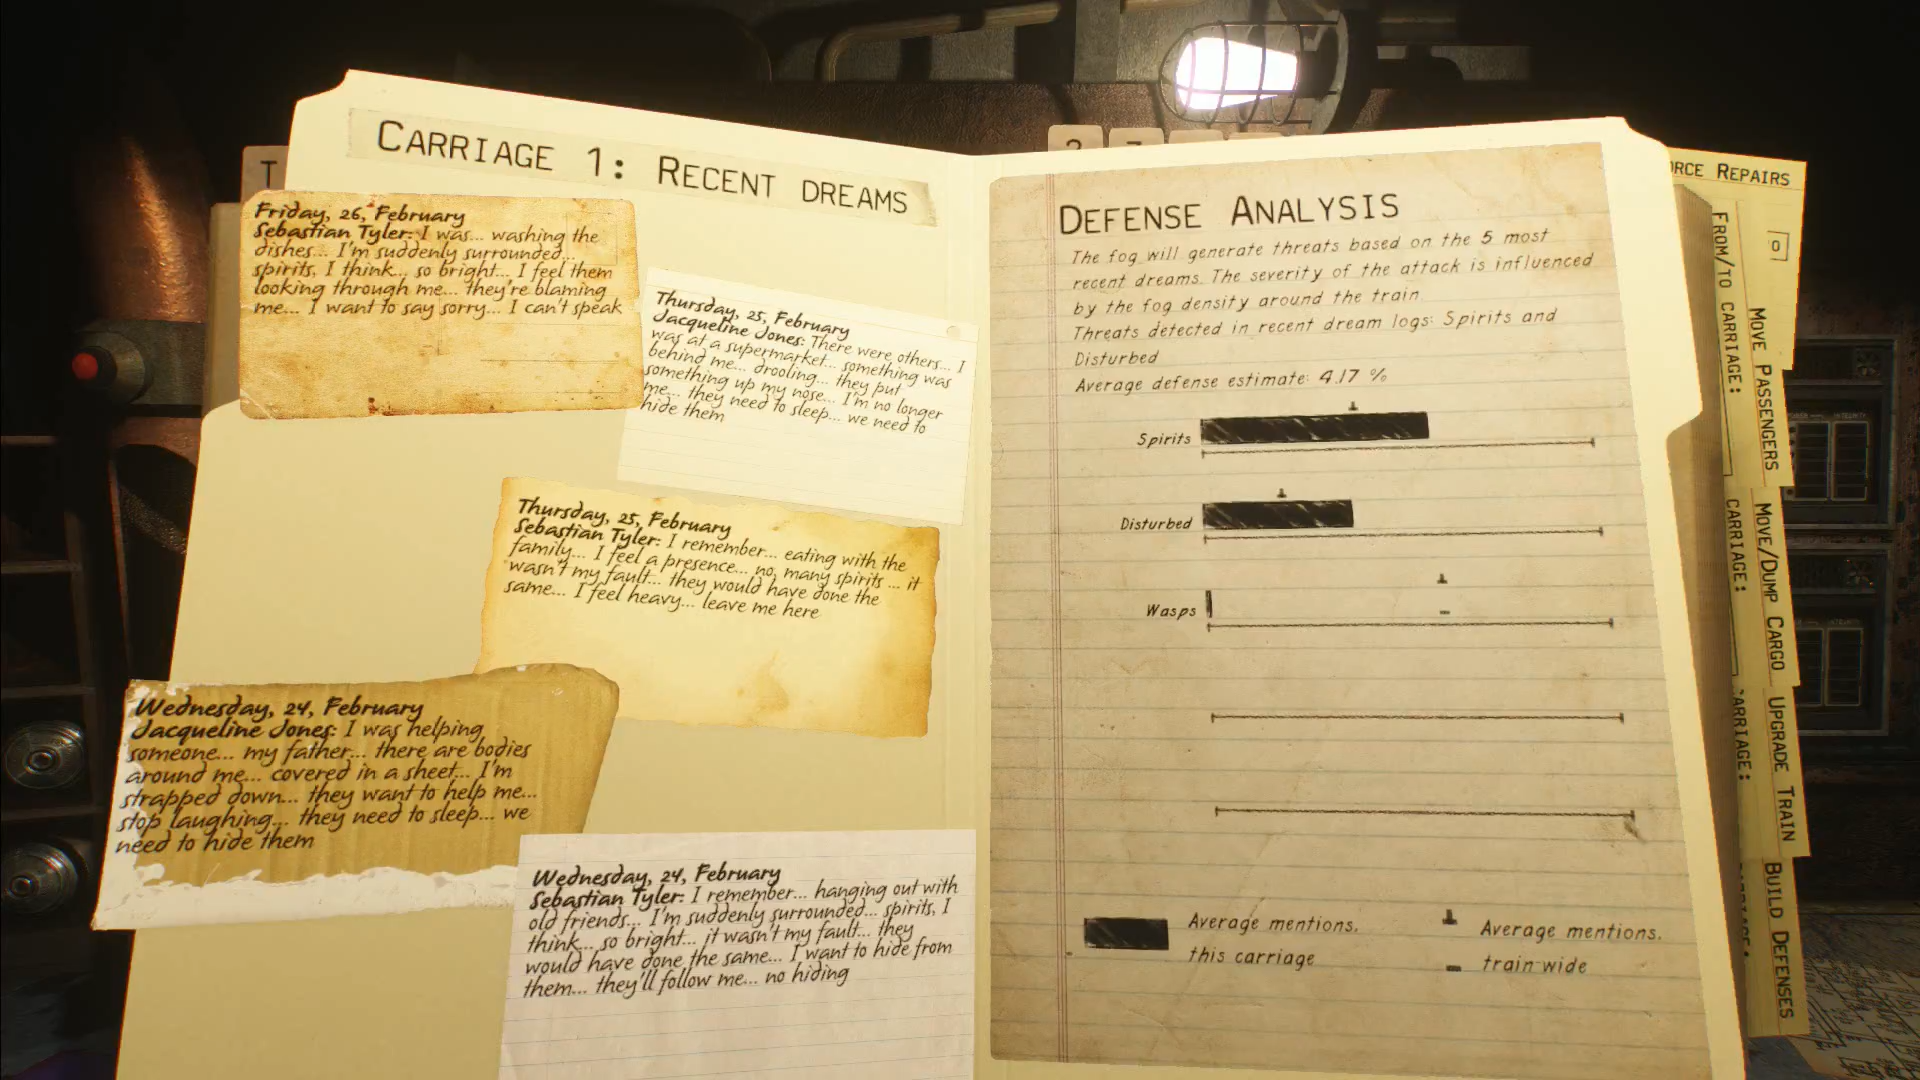 CARRIAGE 1: RECENT DREAMS
Friday, 26, February
Sebastian Tyler: I was... washing the
dishes... I'm suddenly surrounded...
spirits, I think... so bright... I feel them
looking through me... they're blaming
me... I want to say sorry... I can't speak
Thursday, 25, February
Jacqueline Jones: There were others... I
was at a supermarket... something was
behind me... drooling... they put
something up my nose... I'm no longer
me... they need to sleep... we need to
hide them
Thursday, 25, February
Sebastian Tyler: I remember... eating with the
family... I feel a presence... no, many spirits ... it
wasn't my fault... they would have done the
same... I feel heavy... leave me here
Wednesday, 24, February
Jacqueline Jones: I was helping
someone... my father... there are bodies
around me... covered in a sheet... I'm
strapped down... they want to help me...
stop laughing... they need to sleep... we
need to hide them
Wednesday, 24, February
Sebastian Tyler: I remember... hanging out with
old friends... I'm suddenly surrounded... spirits, I
think... so bright... it wasn't my fault... they
would have done the same... I want to hide from
them... they'll follow me... no hiding
DEFENSE ANALYSIS
The fog will generate threats based on the 5 most
recent dreams. The severity of the attack is influenced
by the fog density around the train
Threats detected in recent dream logs: Spirits and
Disturbed
Average defense estimate: 4.17 %
Spirits
Disturbed
Wasps
Average mentions.
this carriage
Average mentions.
train-wide
T
REPAIRS
0
FROM/TO CARRIAGE:
MOVE PASSENGERS
CARRIAGE:
MOVE/DUMP CARGO
UPGRADE TRAIN
BUILD DEFENSES